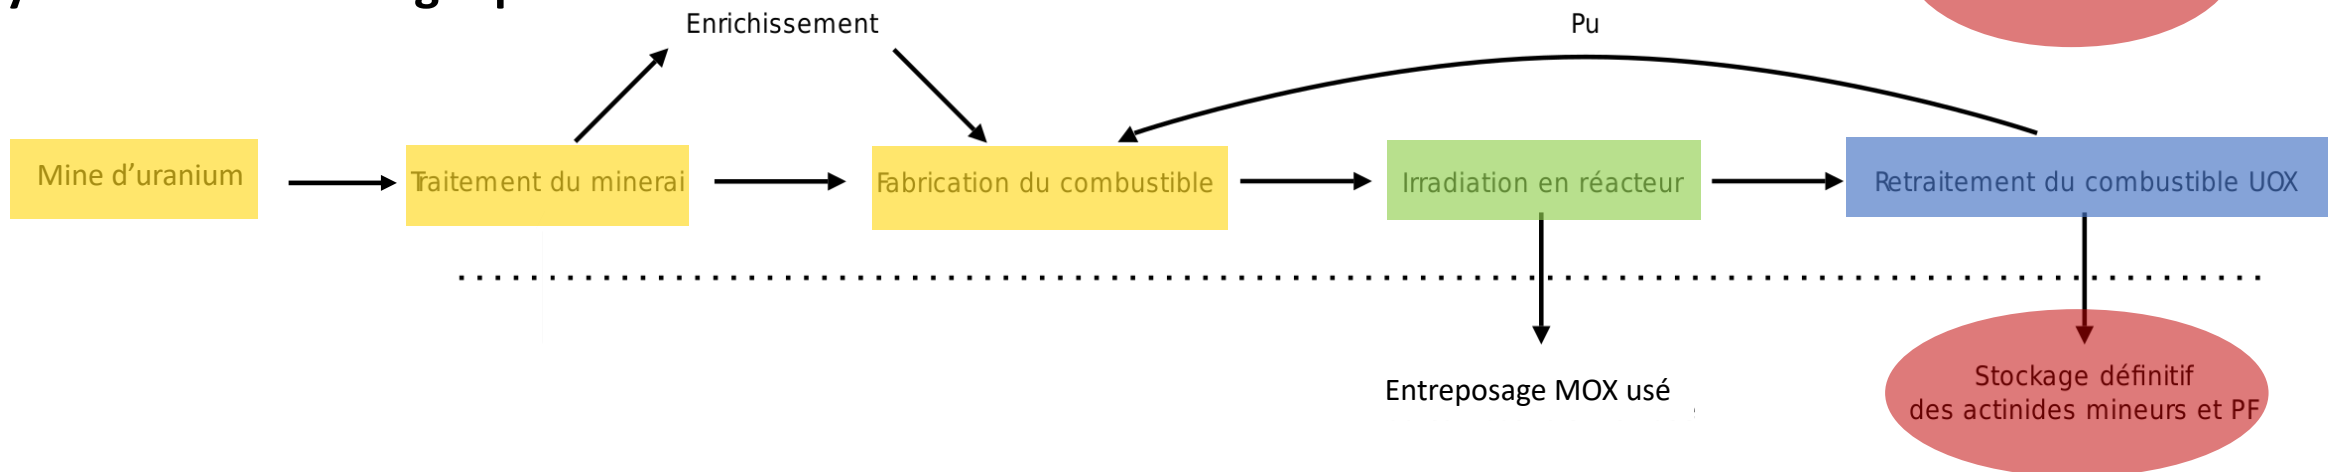 Enrichissement
Pu
Mine d’uranium
Traitement du minerai
Fabrication du combustible
Irradiation en réacteur
Retraitement du combustible UOX
Entreposage MOX usé
Stockage définitif
des actinides mineurs et PF